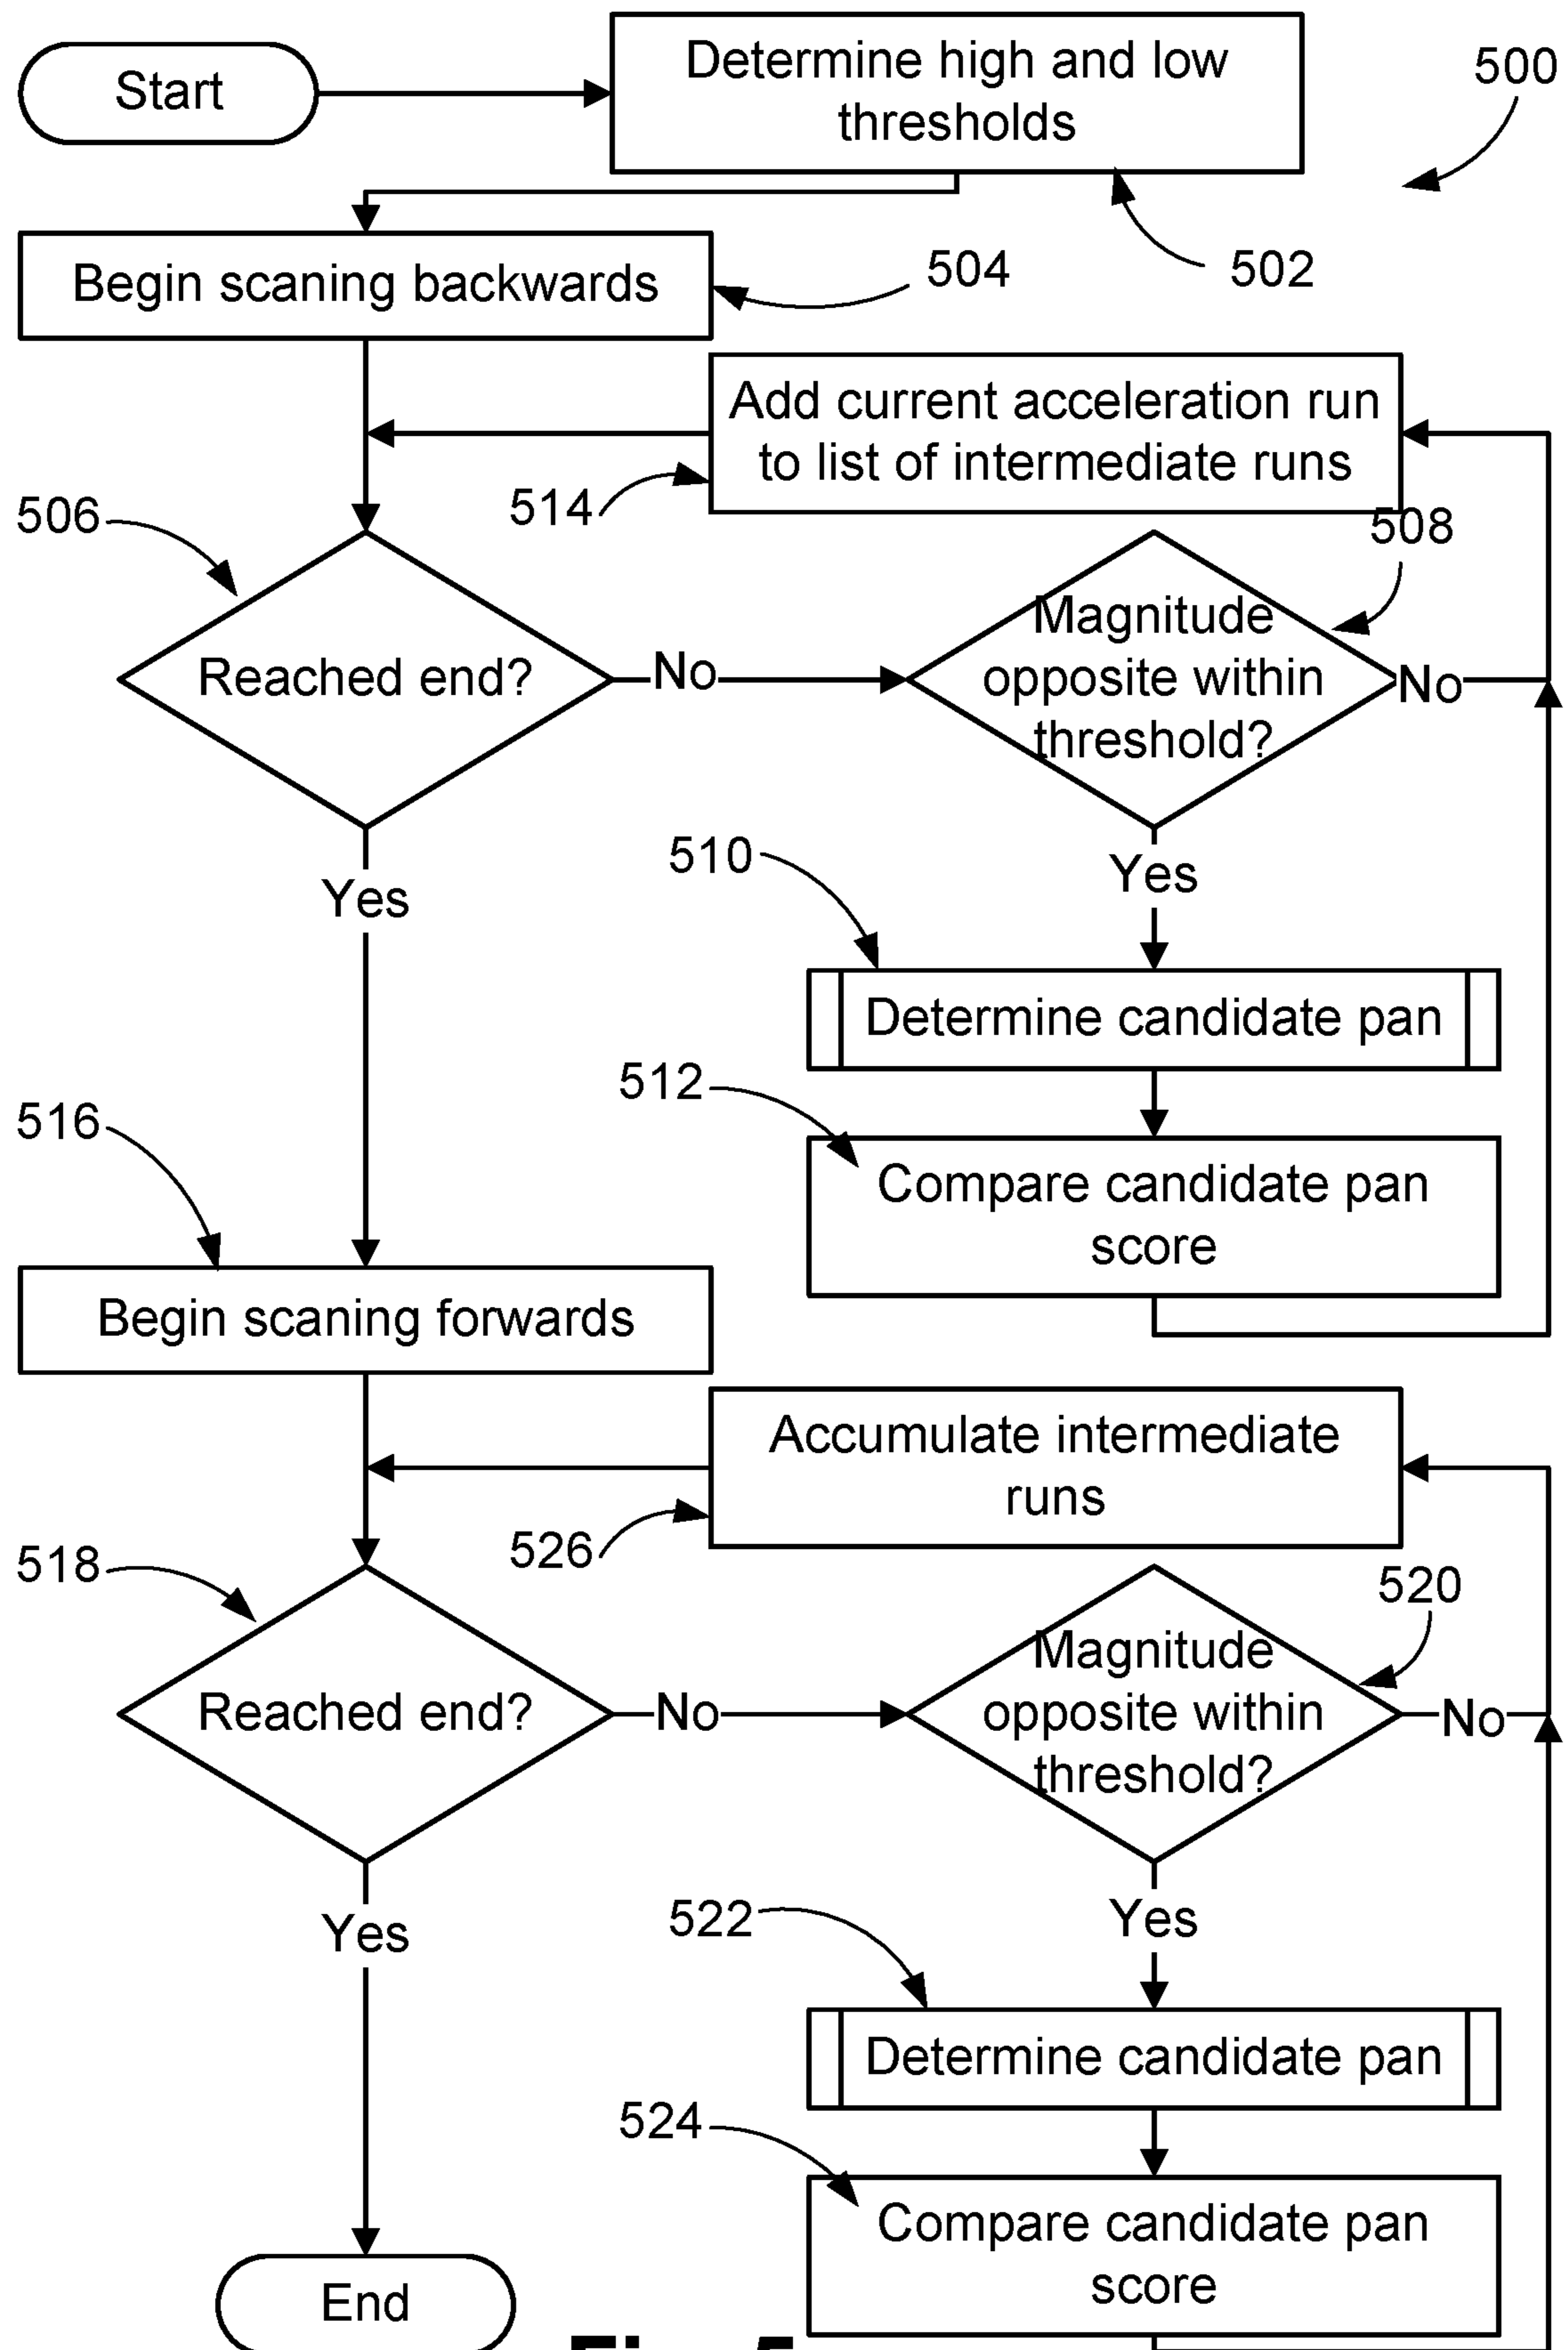 Start
Determine high and low
thresholds
500
502
Begin scaning backwards
504
Add current acceleration run
to list of intermediate runs
514
506
508
Reached end?
No
Magnitude
opposite within
threshold?
No
Yes
Yes
510
Determine candidate pan
512
Compare candidate pan
score
516
Begin scaning forwards
Accumulate intermediate
runs
526
518
520
Reached end?
No
Magnitude
opposite within
threshold?
No
Yes
Yes
522
Determine candidate pan
524
Compare candidate pan
score
End